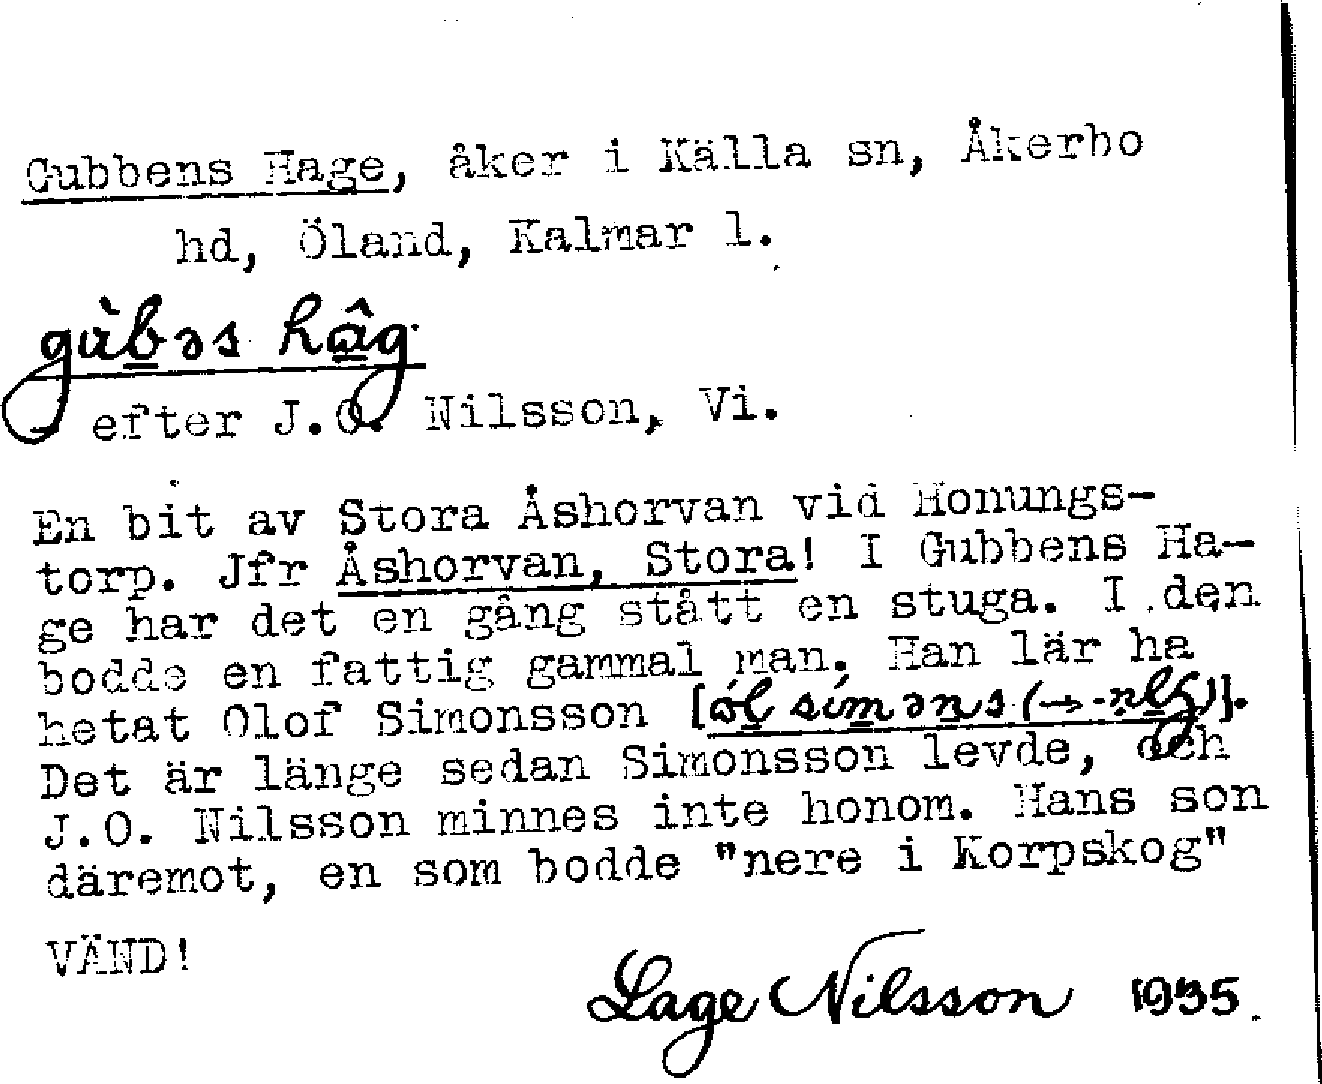 Gubbens Hage, åker i Källa sn, Åkerbo
hd, Öland, Kalmar l.
gùbəs hâg
efter J.O. Nilsson, Vi.
En bit av Stora Åshorvan vid Honungs-
torp. Jfr Åshorvan, Stora! I Gubbens Ha-
ge har det en gång stått en stuga. I den
bodde en fattig gammal man. Han lär ha
hetat Olof Simonsson
Det är länge sedan Simonsson levde, och
J.O. Nilsson minnes inte honom. Hans son
däremot, en som bodde "nere i Korpskog"
VÄND!
Lage Nilsson 1935.